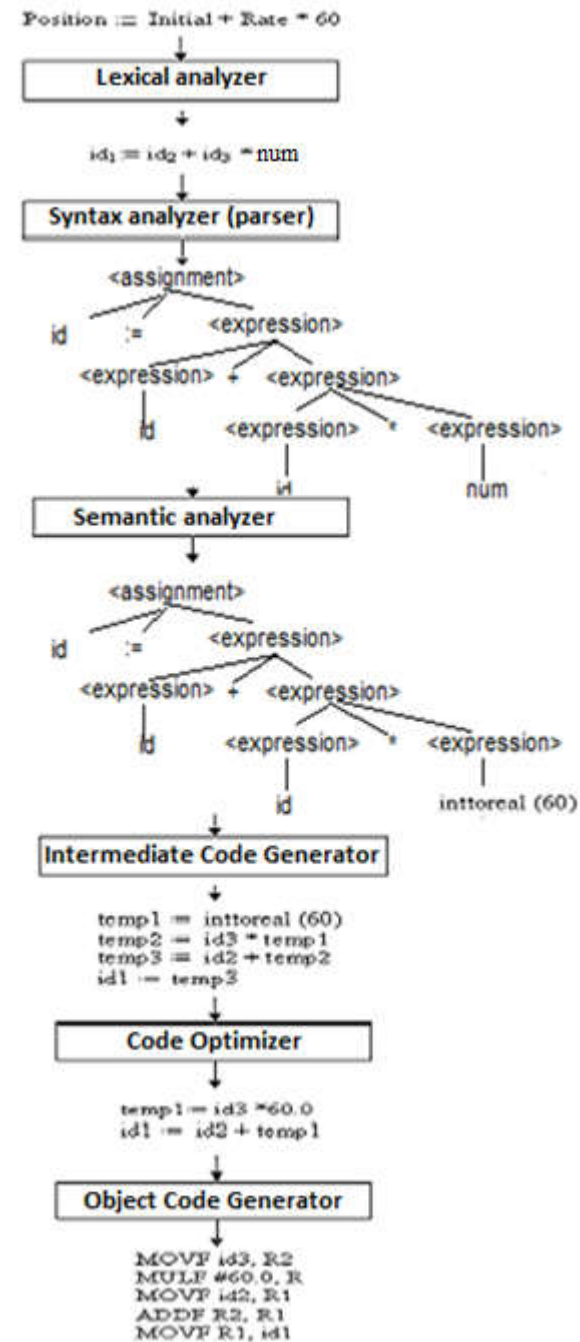 Position := Initial + Rate * 60
Lexical analyzer
id₁ := id₂ + id₃ * num
Syntax analyzer (parser)
<assignment>
id := <expression>
<expression> + <expression>
id <expression> * <expression>
id num
Semantic analyzer
<assignment>
id := <expression>
<expression> + <expression>
id <expression> * <expression>
id inttoreal (60)
Intermediate Code Generator
temp1 := inttoreal (60)
temp2 := id3 * temp1
temp3 := id2 + temp2
id1 := temp3
Code Optimizer
temp1 := id3 *60.0
id1 := id2 + temp1
Object Code Generator
MOVF id3, R2
MULF #60.0, R
MOVF id2, R1
ADDF R2, R1
MOVF R1, id1